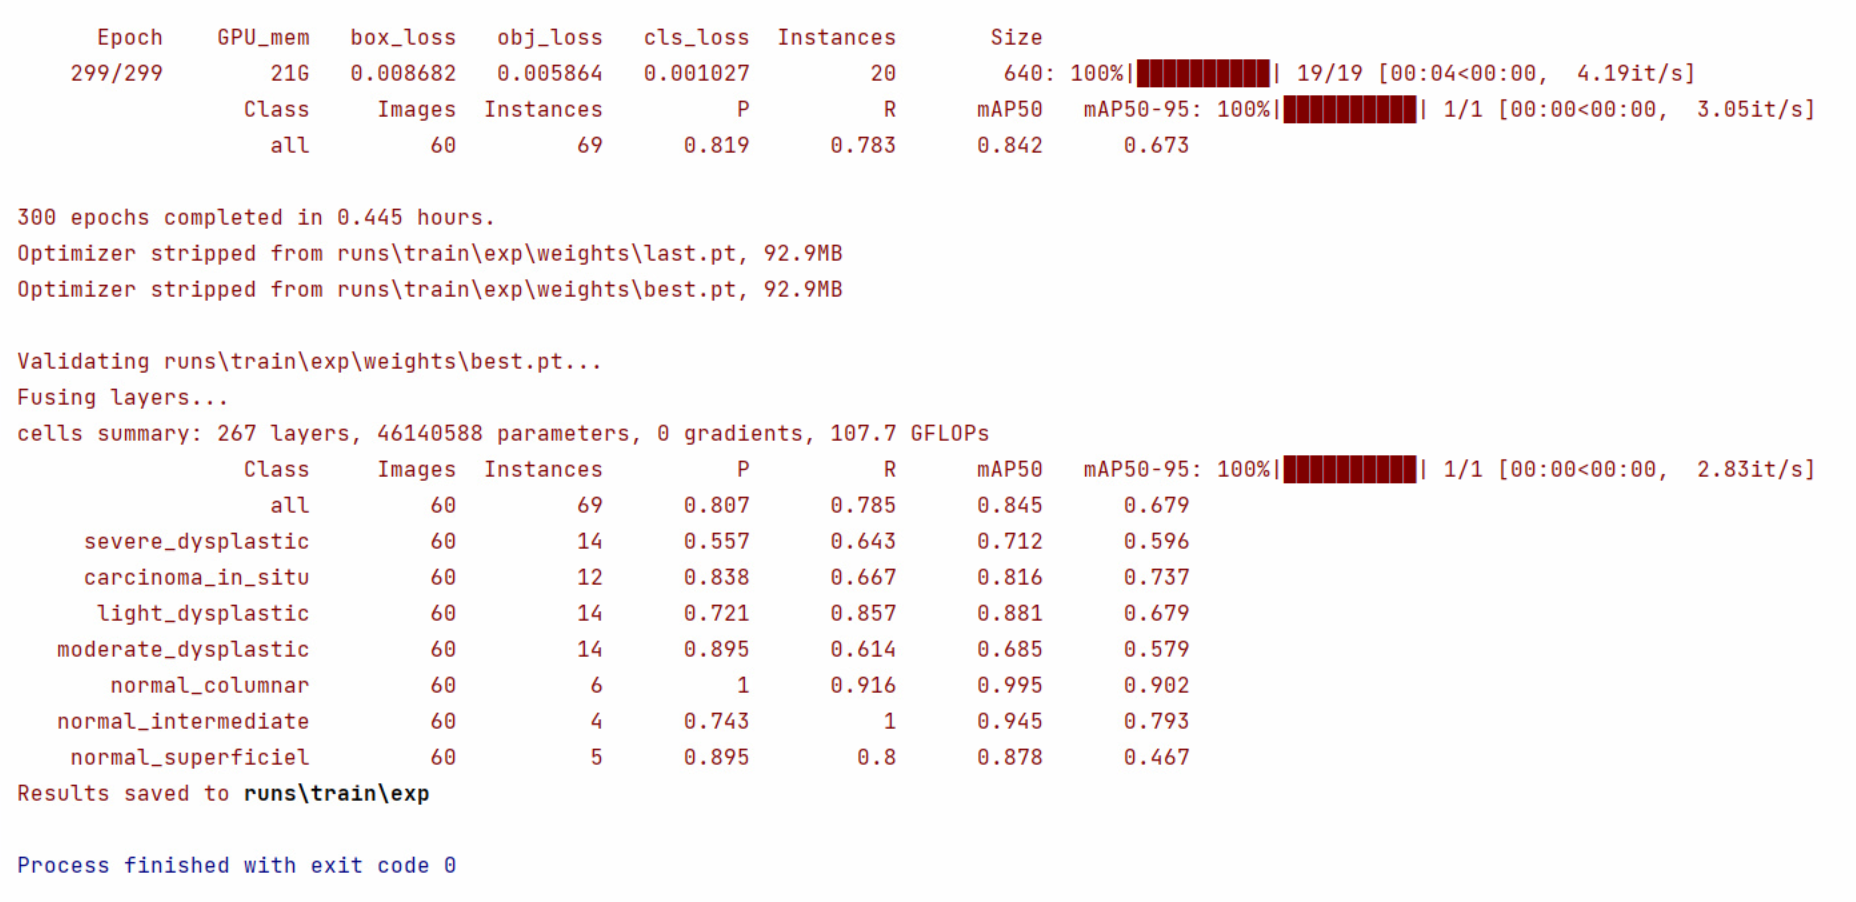 Epoch GPU_mem box_loss obj_loss cls_loss Instances Size
299/299 21G 0.008682 0.005864 0.001027 20 640: 100%|██████████| 19/19 [00:04<00:00, 4.19it/s]
Class Images Instances P R mAP50 mAP50-95: 100%|██████████| 1/1 [00:00<00:00, 3.05it/s]
all 60 69 0.819 0.783 0.842 0.673
300 epochs completed in 0.445 hours.
Optimizer stripped from runs\train\exp\weights\last.pt, 92.9MB
Optimizer stripped from runs\train\exp\weights\best.pt, 92.9MB
Validating runs\train\exp\weights\best.pt...
Fusing layers...
cells summary: 267 layers, 46140588 parameters, 0 gradients, 107.7 GFLOPs
Class Images Instances P R mAP50 mAP50-95: 100%|██████████| 1/1 [00:00<00:00, 2.83it/s]
all 60 69 0.807 0.785 0.845 0.679
severe_dysplastic 60 14 0.557 0.643 0.712 0.596
carcinoma_in_situ 60 12 0.838 0.667 0.816 0.737
light_dysplastic 60 14 0.721 0.857 0.881 0.679
moderate_dysplastic 60 14 0.895 0.614 0.685 0.579
normal_columnar 60 6 1 0.916 0.995 0.902
normal_intermediate 60 4 0.743 1 0.945 0.793
normal_superficiel 60 5 0.895 0.8 0.878 0.467
Results saved to runs\train\exp
Process finished with exit code 0